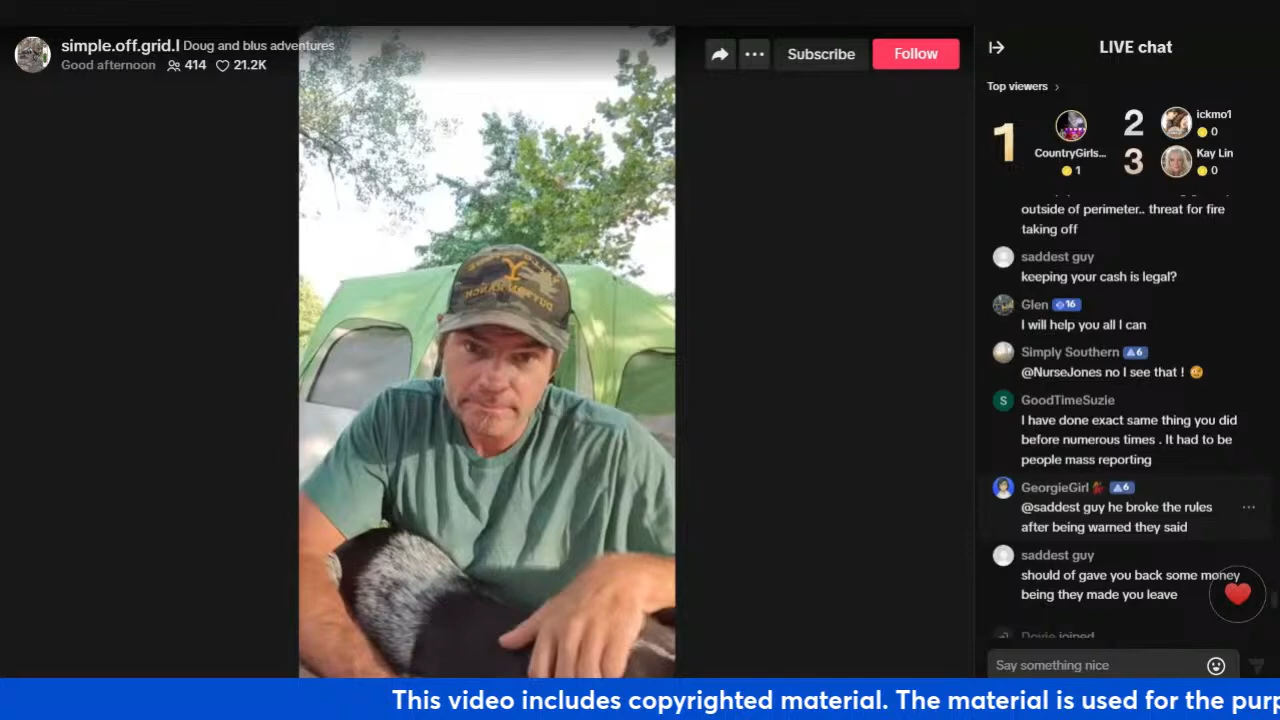 simple.off.grid.l Doug and blus adventures
Good afternoon 414 21.2K
Subscribe
Follow
LIVE chat
Top viewers
1
CountryGirls...
1
2
ickmo1
0
3
Kay Lin
0
outside of perimeter.. threat for fire
taking off
saddest guy
keeping your cash is legal?
Glen 16
I will help you all I can
Simply Southern 6
@NurseJones no I see that !
S GoodTimeSuzie
I have done exact same thing you did
before numerous times . It had to be
people mass reporting
GeorgieGirl 6
@saddest guy he broke the rules
after being warned they said
saddest guy
should of gave you back some money
being they made you leave
joined
Say something nice
DUTTON RANCH
This video includes copyrighted material. The material is used for the purp